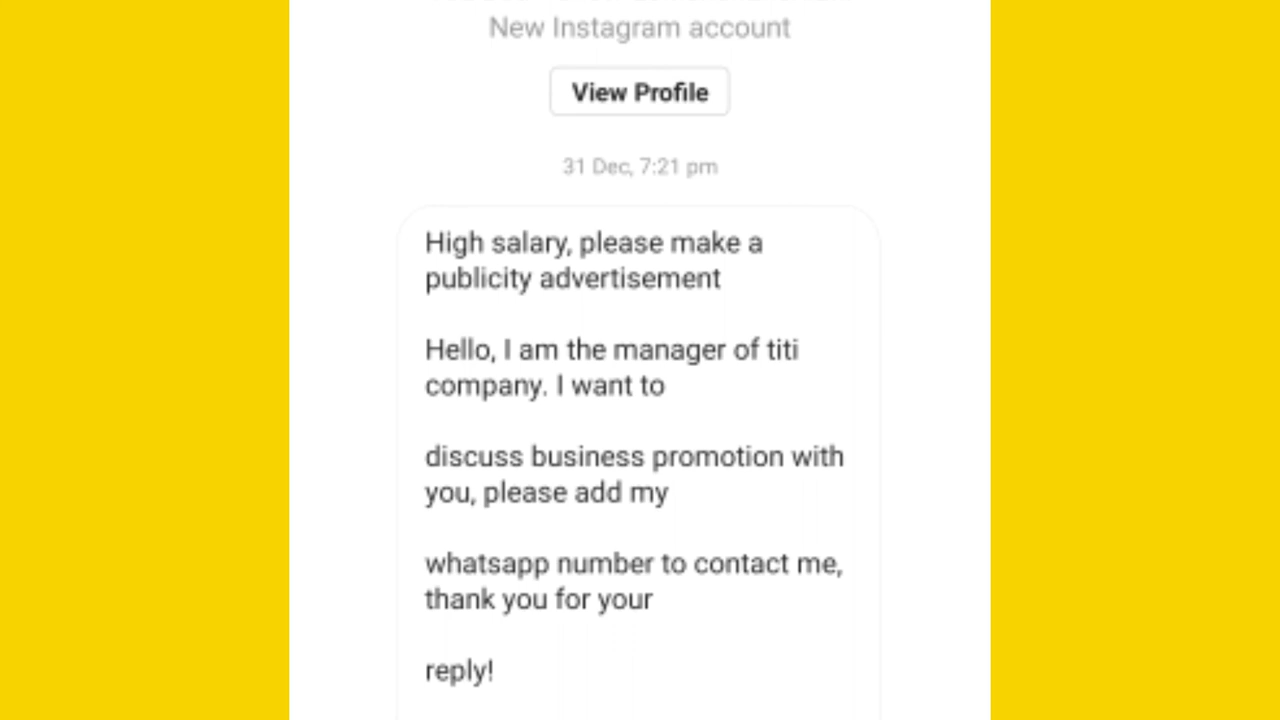 New Instagram account
View Profile
31 Dec, 7:21 pm
High salary, please make a
publicity advertisement
Hello, I am the manager of titi
company. I want to
discuss business promotion with
you, please add my
whatsapp number to contact me,
thank you for your
reply!